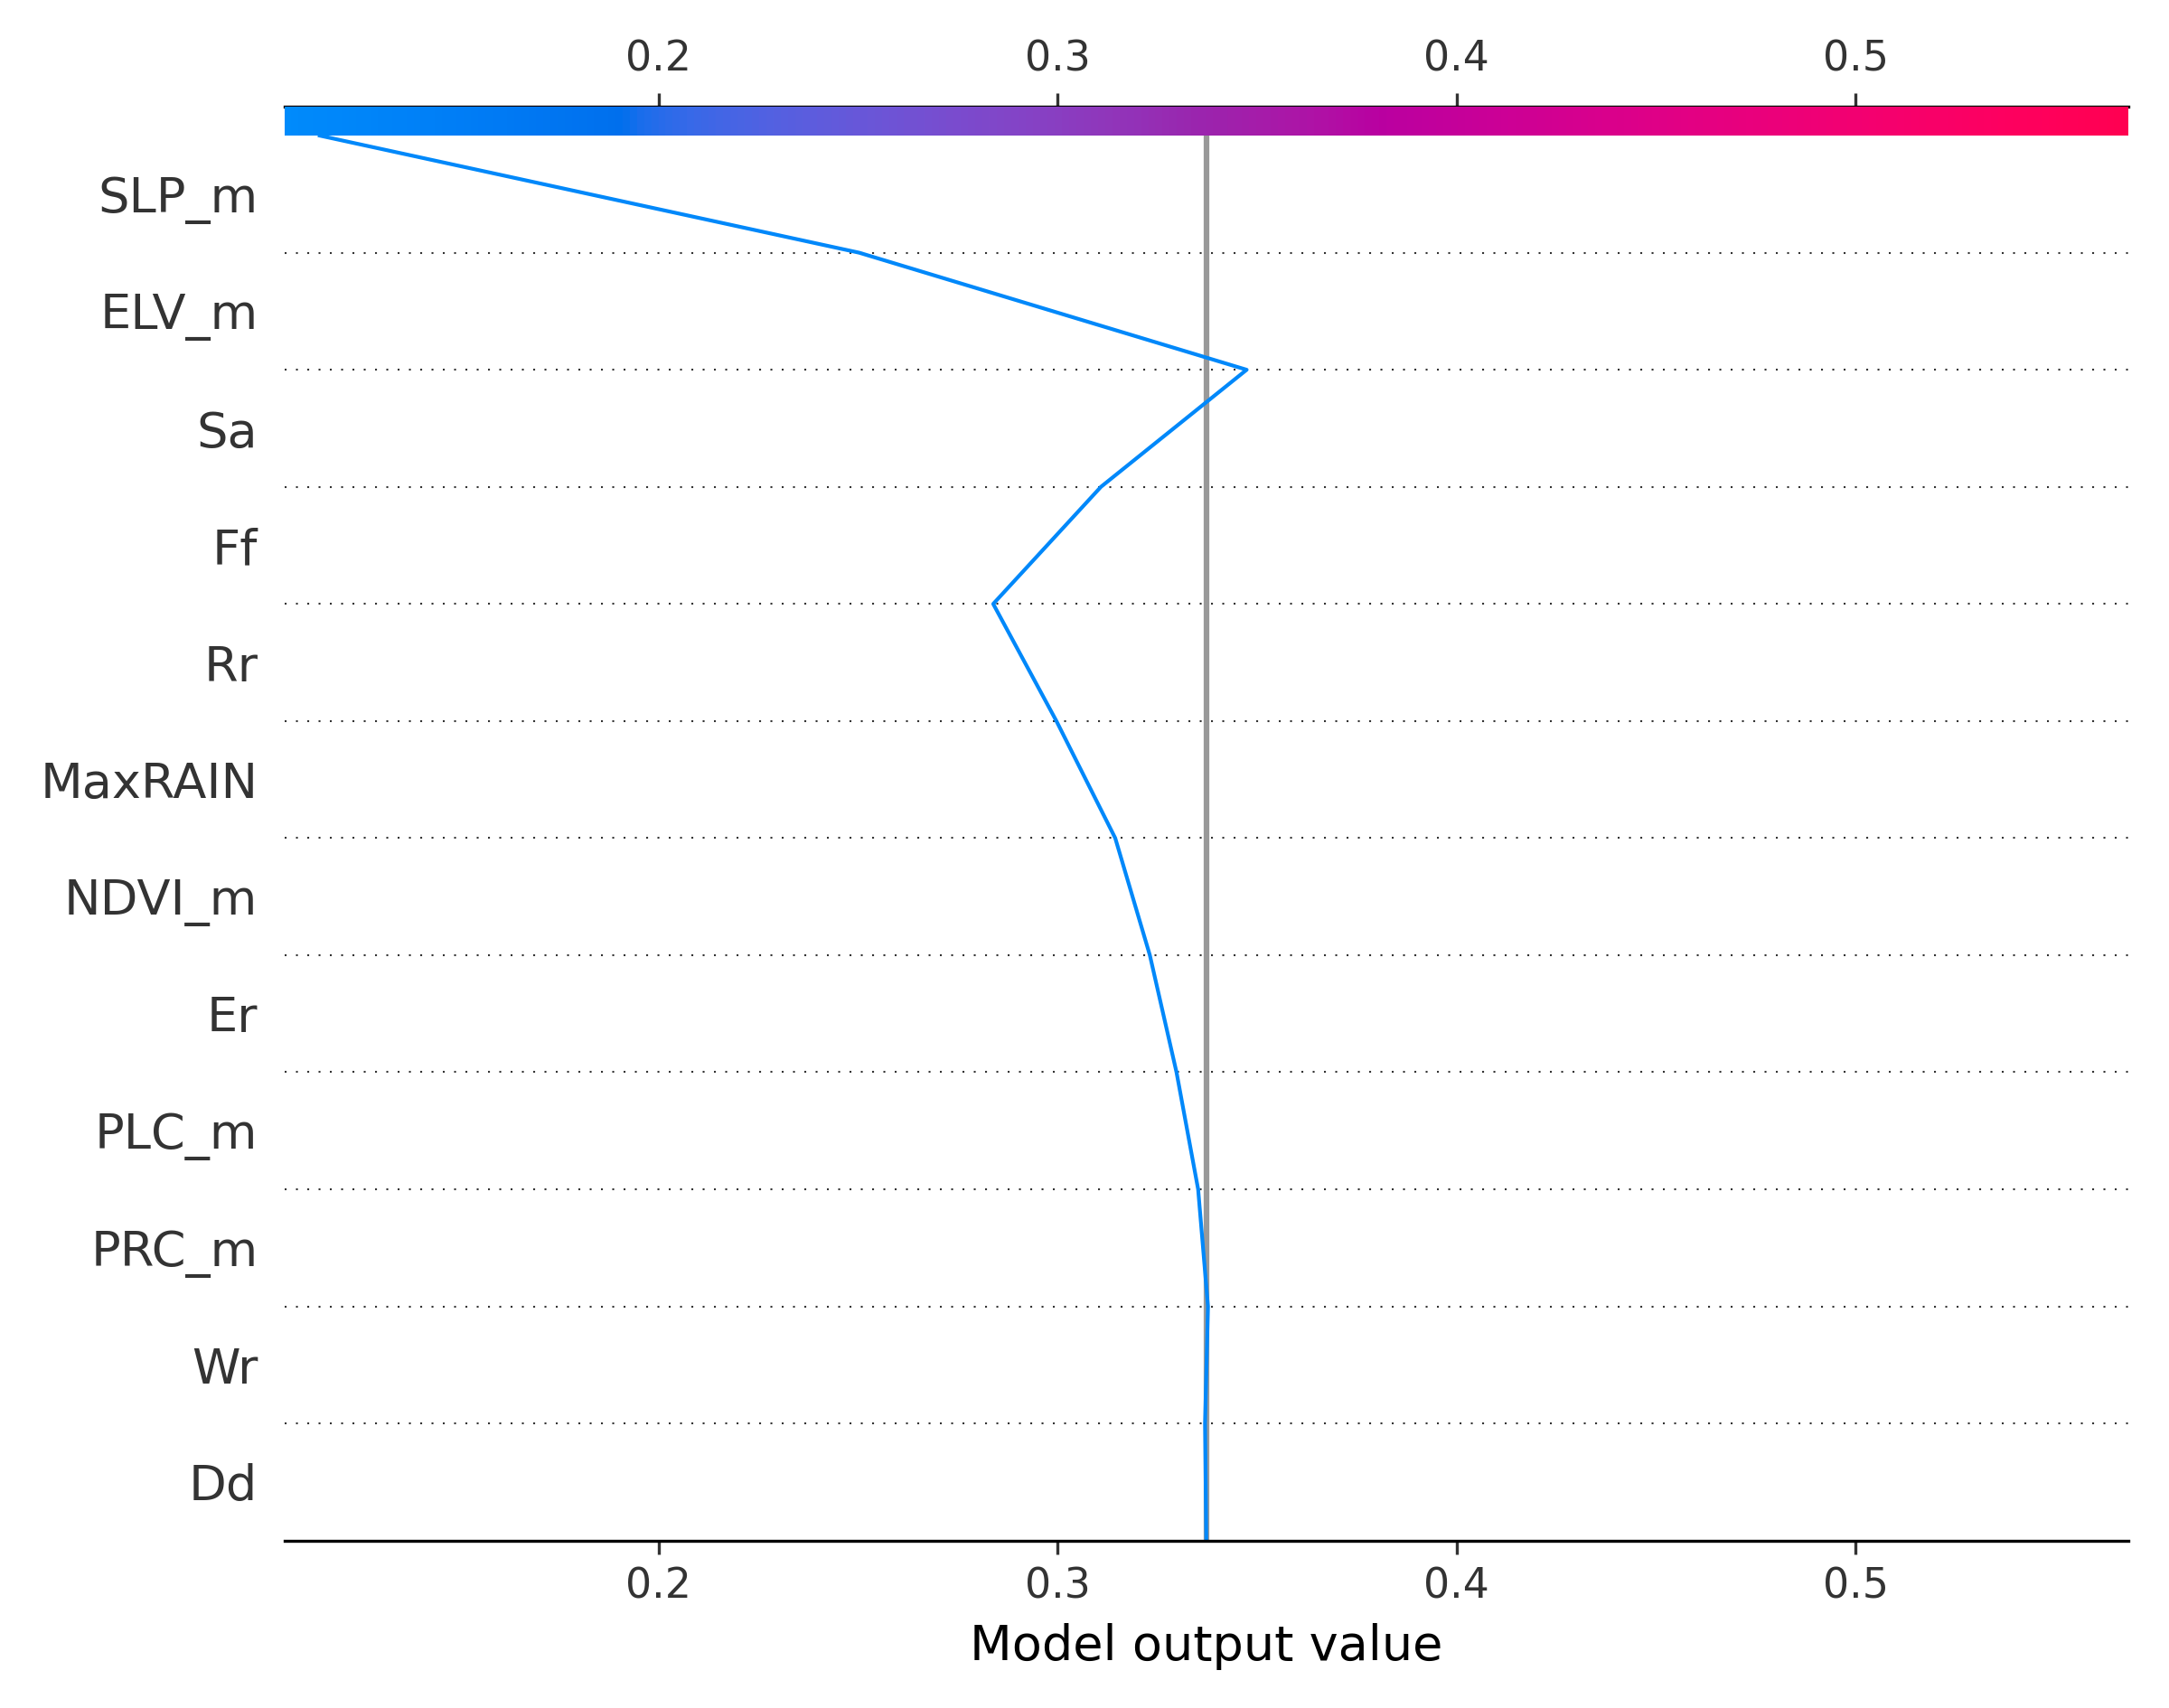 0.2 0.3 0.4 0.5
SLP_m
ELV_m
Sa
Ff
Rr
MaxRAIN
NDVI_m
Er
PLC_m
PRC_m
Wr
Dd
0.2 0.3 0.4 0.5
Model output value